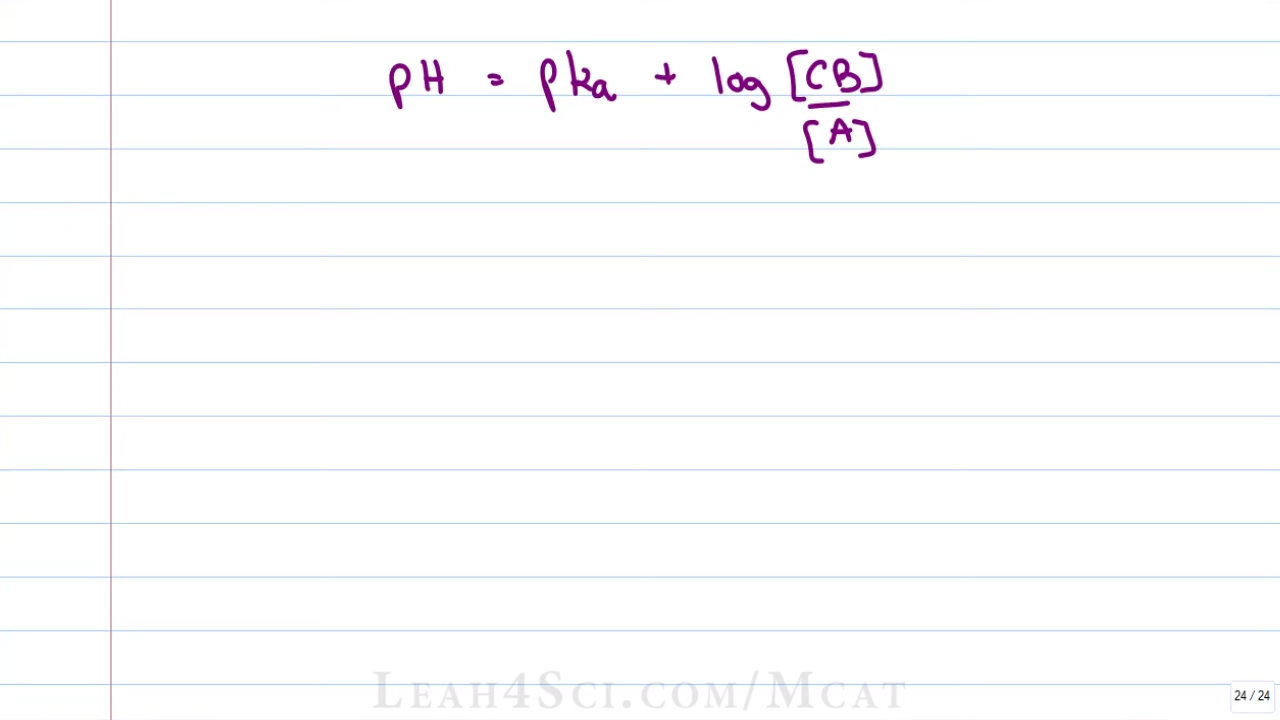 pH = pka + log [CB]
[A]
LEAH4SCI.COM/MCAT
24 / 24